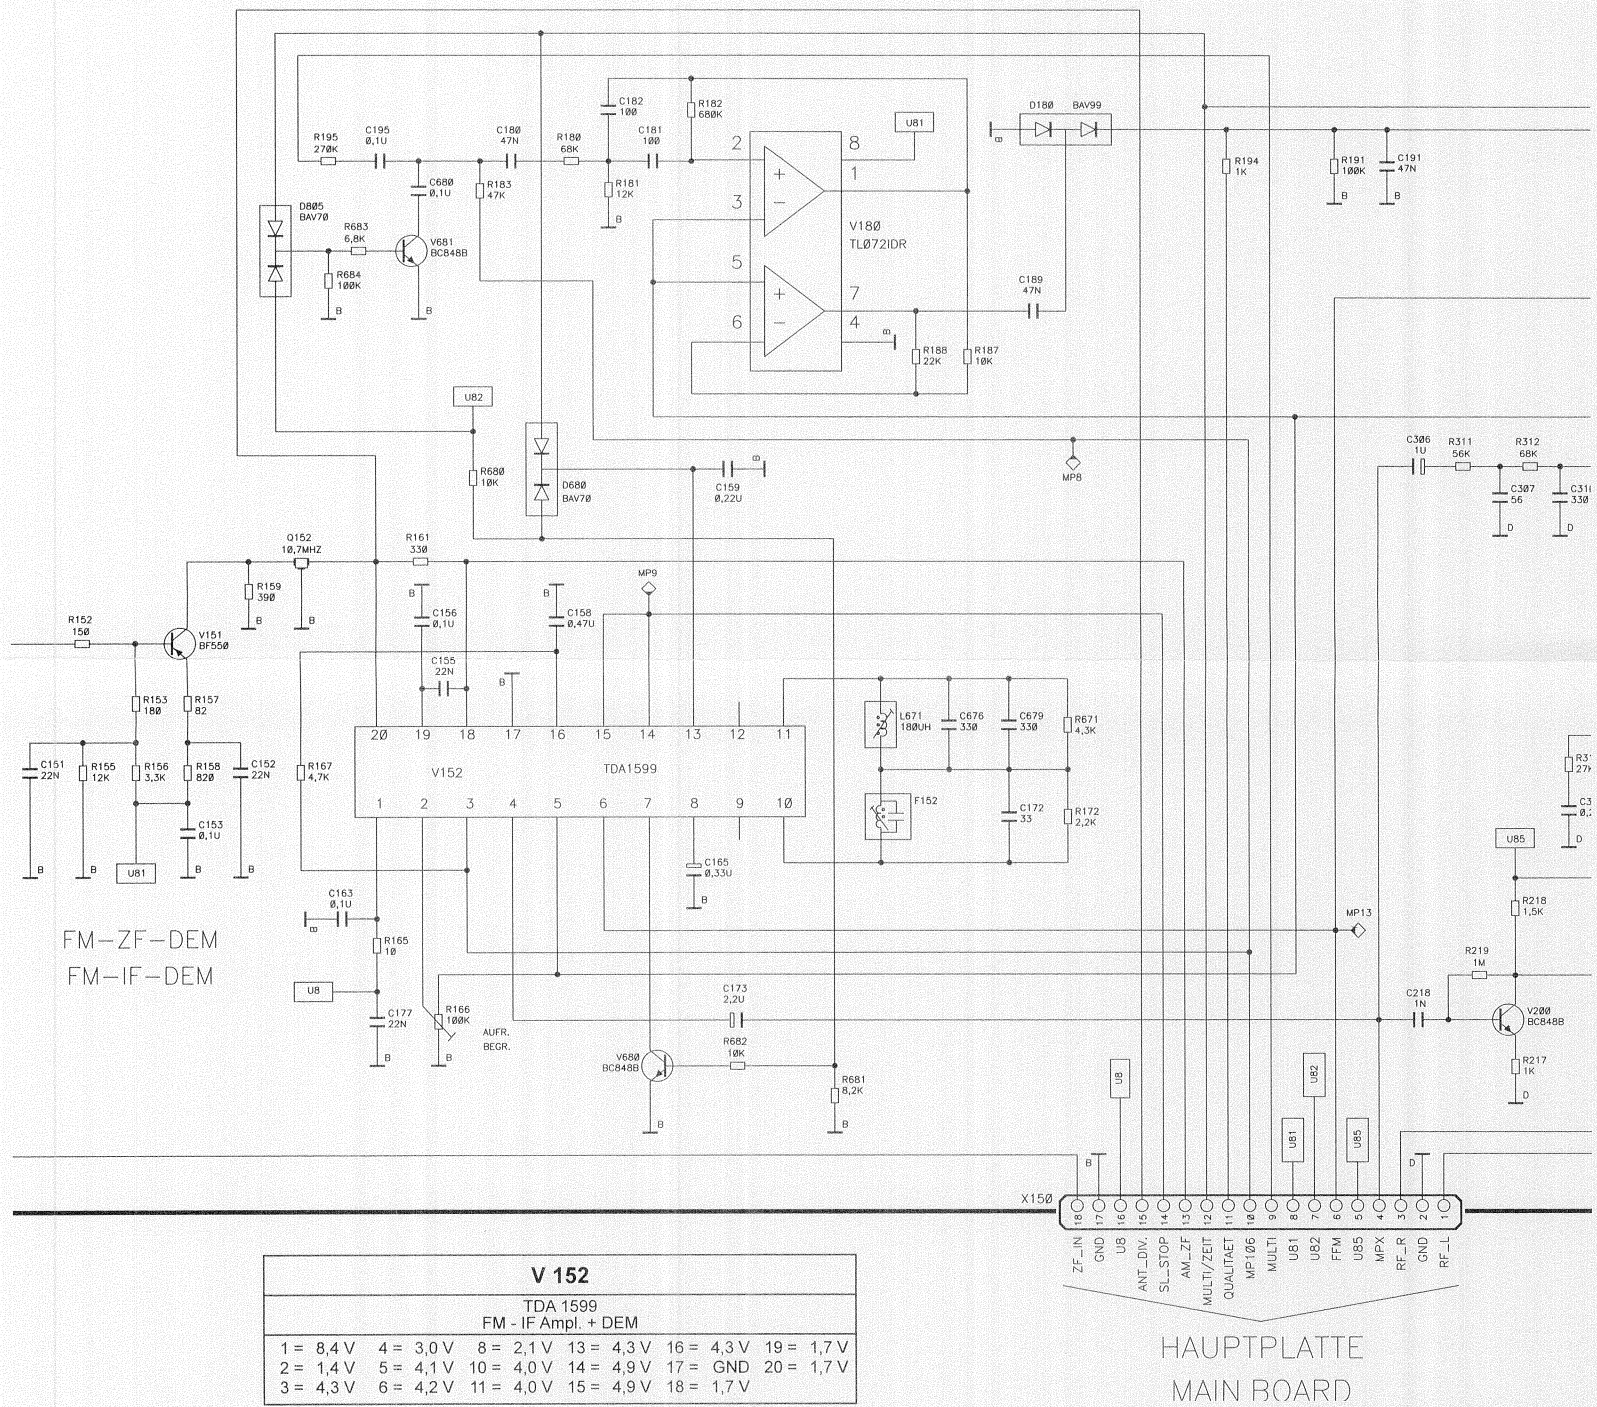 C182
100
R182
680K
U81
D180 BAV99
R195
270K
C195
0,1U
C180
47N
R180
68K
C181
100
2
8
B
R194
1K
R191
100K
C191
47N
C680
0,1U
R183
47K
R181
12K
+
1
3
-
B
B
B
D805
BAV70
R683
6,8K
V681
BC848B
V180
TL072IDR
R684
100K
5
+
7
C189
47N
B
B
6
-
4
B
R188
22K
R187
10K
U82
C306
1U
R311
56K
R312
68K
R680
10K
D680
BAV70
C159
0,22U
B
MP8
C307
56
330
D
D
Q152
10,7MHZ
R161
330
MP9
R159
390
B
B
B
C156
0,1U
B
C158
0,47U
R152
150
V151
BF550
C155
22N
B
R153
180
R157
82
L671
180UH
C676
330
C679
330
R671
4,3K
20 19 18 17 16 15 14 13 12 11
C151
22N
R155
12K
R156
3,3K
R158
820
C152
22N
R167
4,7K
V152
TDA1599
1 2 3 4 5 6 7 8 9 10
F152
C172
33
R172
2,2K
C153
0,1U
U85
D
B
B
U81
B
B
C165
0,33U
B
C163
0,1U
B
R218
1,5K
MP13
FM-ZF-DEM
FM-IF-DEM
R165
10
R219
1M
U8
C173
2,2U
C218
1N
C177
22N
R166
100K
AUFR.
BEGR.
V200
BC848B
B
B
V680
BC848B
R682
10K
R681
8,2K
R217
1K
U8
U82
D
B
B
U81
U85
B
D
X150
18 17 16 15 14 13 12 11 10 9 8 7 6 5 4 3 2 1
ZF_IN
GND
U8
ANT_DIV.
SL_STOP
AM_ZF
MULTI/ZEIT
QUALITAET
MP106
MULTI
U81
U82
FFM
U85
MPX
RF_R
GND
RF_L
HAUPTPLATTE
MAIN BOARD
V 152
TDA 1599
FM - IF Ampl. + DEM
1 = 8,4 V 4 = 3,0 V 8 = 2,1 V 13 = 4,3 V 16 = 4,3 V 19 = 1,7 V
2 = 1,4 V 5 = 4,1 V 10 = 4,0 V 14 = 4,9 V 17 = GND 20 = 1,7 V
3 = 4,3 V 6 = 4,2 V 11 = 4,0 V 15 = 4,9 V 18 = 1,7 V